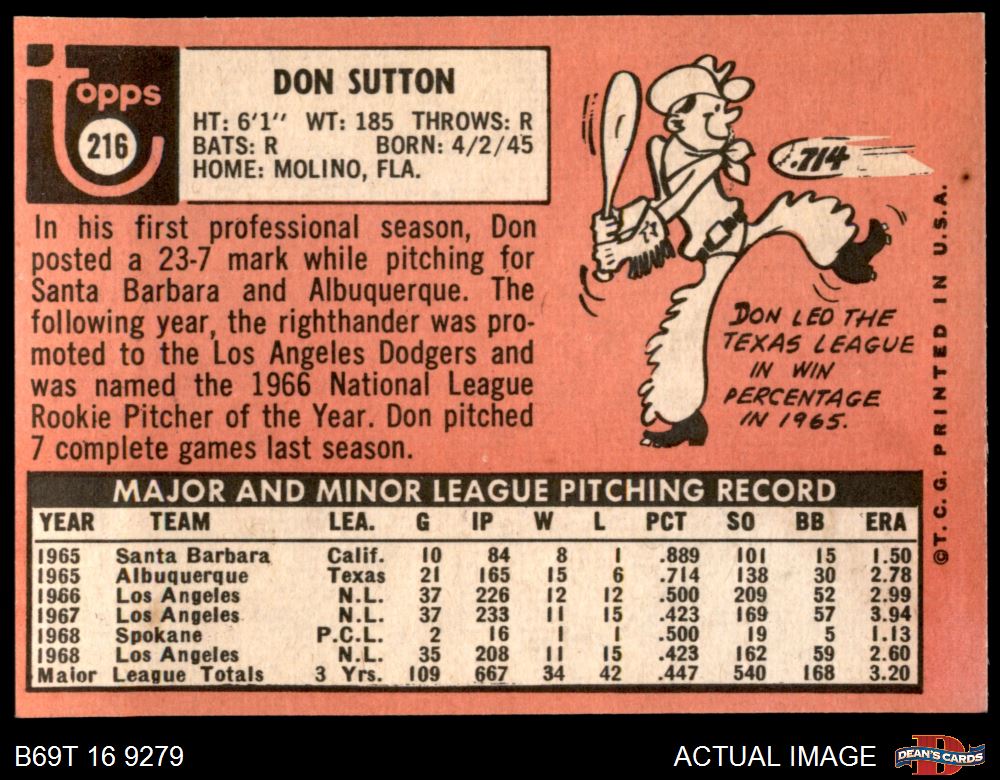 Topps
216
DON SUTTON
HT: 6'1" WT: 185 THROWS: R
BATS: R BORN: 4/2/45
HOME: MOLINO, FLA.
In his first professional season, Don
posted a 23-7 mark while pitching for
Santa Barbara and Albuquerque. The
following year, the righthander was pro-
moted to the Los Angeles Dodgers and
was named the 1966 National League
Rookie Pitcher of the Year. Don pitched
7 complete games last season.
.714
DON LED THE
TEXAS LEAGUE
IN WIN
PERCENTAGE
IN 1965.
©T. C. G. PRINTED IN U.S.A.
MAJOR AND MINOR LEAGUE PITCHING RECORD
YEAR TEAM LEA. G IP W L PCT SO BB ERA
1965 Santa Barbara Calif. 10 84 8 1 .889 101 15 1.50
1965 Albuquerque Texas 21 165 15 6 .714 138 30 2.78
1966 Los Angeles N.L. 37 226 12 12 .500 209 52 2.99
1967 Los Angeles N.L. 37 233 11 15 .423 169 57 3.94
1968 Spokane P.C.L. 2 16 1 1 .500 19 5 1.13
1968 Los Angeles N.L. 35 208 11 15 .423 162 59 2.60
Major League Totals 3 Yrs. 109 667 34 42 .447 540 168 3.20
B69T 16 9279
ACTUAL IMAGE
D
DEAN'S CARDS